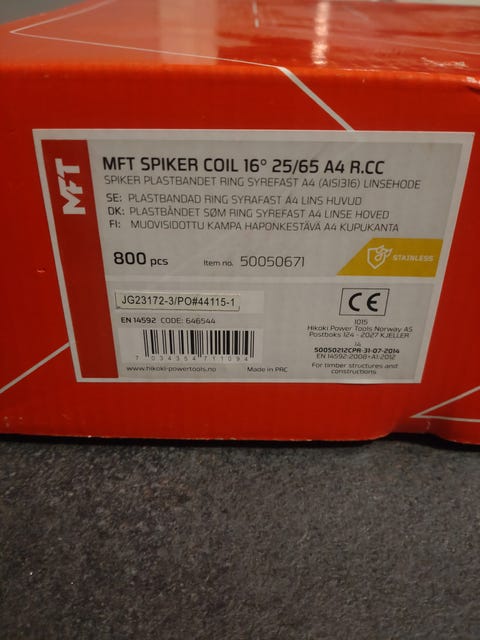 MFT
MFT SPIKER COIL 16° 25/65 A4 R.CC
SPIKER PLASTBANDET RING SYREFAST A4 (AISI316) LINSEHODE
SE: PLASTBANDAD RING SYRAFAST A4 LINS HUVUD
DK: PLASTBÅNDET SØM RING SYREFAST A4 LINSE HOVED
FI: MUOVISIDOTTU KAMPA HAPONKESTÄVÄ A4 KUPUKANTA
800 pcs Item no. 50050671
STAINLESS
JG23172-3/PO#44115-1
EN 14592 CODE: 646544
7 034354 711094
www.hikoki-powertools.no Made in PRC
CE
1015
Hikoki Power Tools Norway AS
Postboks 124 - 2027 KJELLER
14
50050212CPR-31-07-2014
EN 14592:2008+A1:2012
For timber structures and
constructions